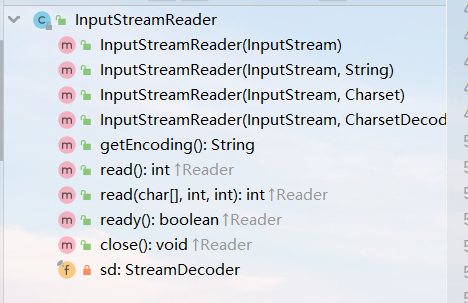 InputStreamReader
InputStreamReader(InputStream)
InputStreamReader(InputStream, String)
InputStreamReader(InputStream, Charset)
InputStreamReader(InputStream, CharsetDecod
getEncoding(): String
read(): int ↑Reader
read(char[], int, int): int ↑Reader
ready(): boolean ↑Reader
close(): void ↑Reader
sd: StreamDecoder